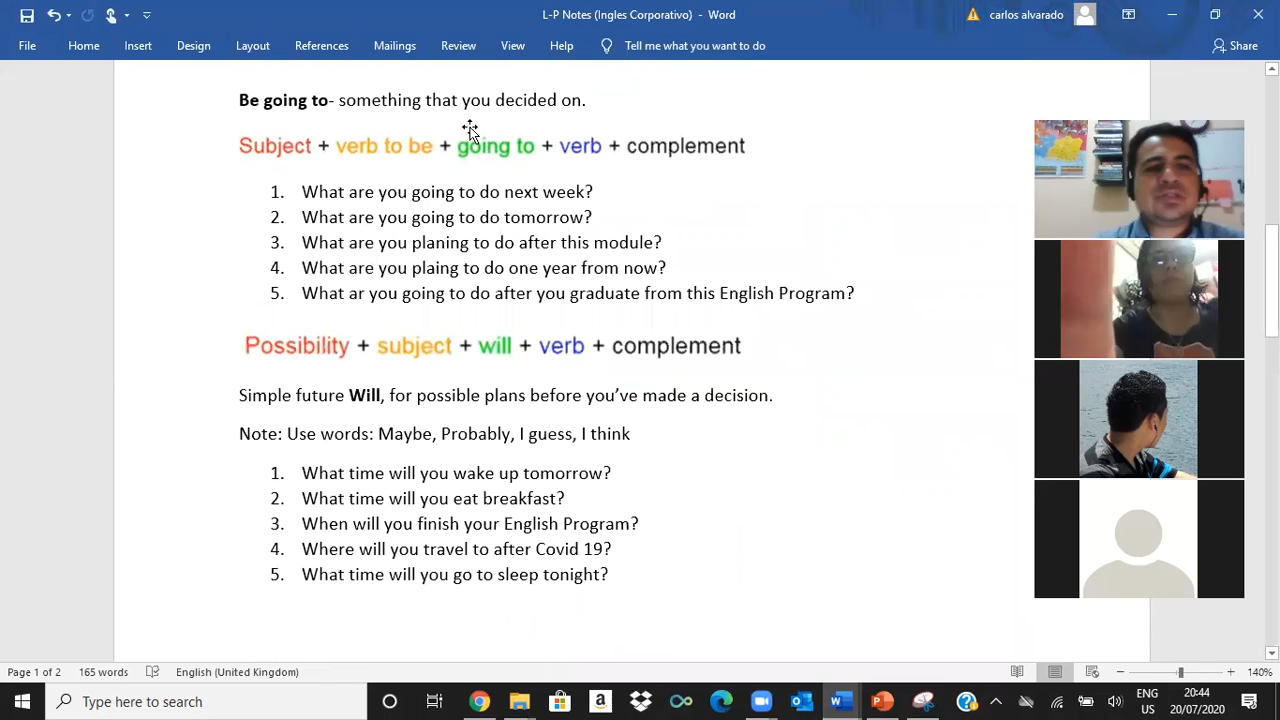 L-P Notes (Ingles Corporativo) - Word
carlos alvarado
File Home Insert Design Layout References Mailings Review View Help Tell me what you want to do Share
Be going to- something that you decided on.
Subject + verb to be + going to + verb + complement
1. What are you going to do next week?
2. What are you going to do tomorrow?
3. What are you planing to do after this module?
4. What are you plaing to do one year from now?
5. What ar you going to do after you graduate from this English Program?
Possibility + subject + will + verb + complement
Simple future Will, for possible plans before you’ve made a decision.
Note: Use words: Maybe, Probably, I guess, I think
1. What time will you wake up tomorrow?
2. What time will you eat breakfast?
3. When will you finish your English Program?
4. Where will you travel to after Covid 19?
5. What time will you go to sleep tonight?
Page 1 of 2 165 words English (United Kingdom) 140%
Type here to search
ENG 20:44
US 20/07/2020